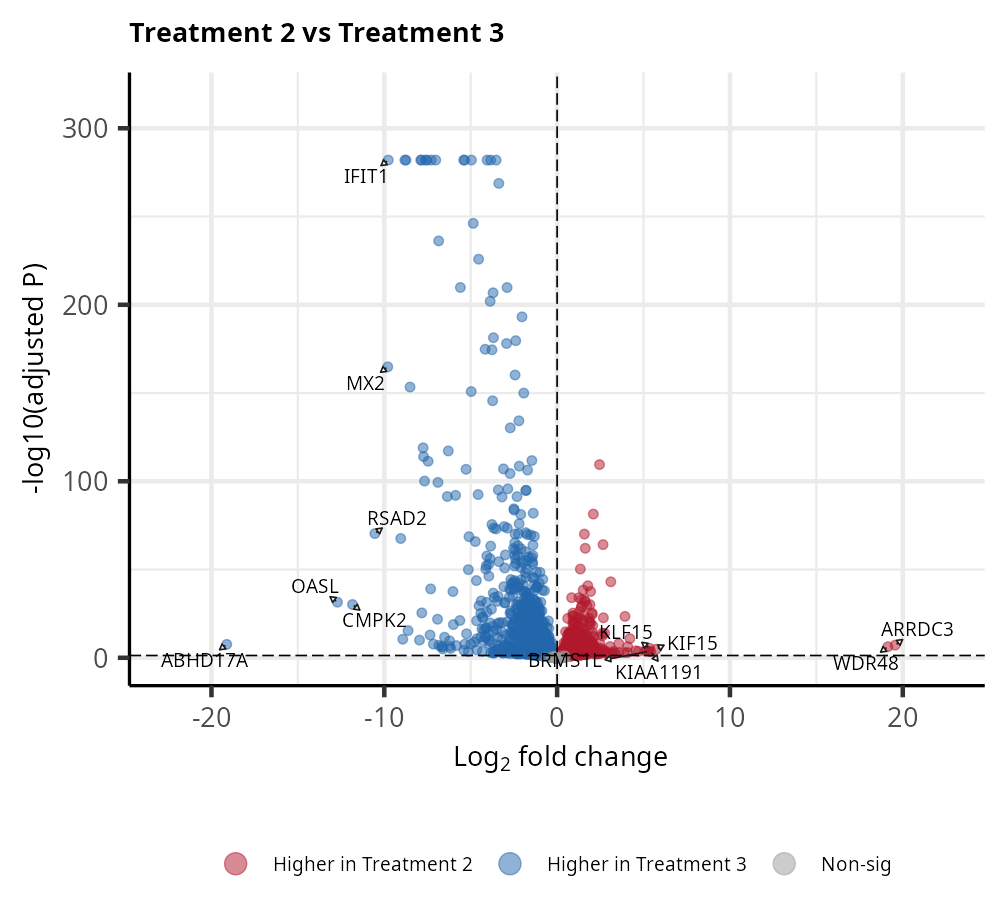 Treatment 2 vs Treatment 3
-log10(adjusted P)
300
200
100
0
IFIT1
MX2
RSAD2
OASL
CMPK2
ABHD17A
KLF15
KIF15
BRMS1L
KIAA1191
ARRDC3
WDR48
-20 -10 0 10 20
Log2 fold change
Higher in Treatment 2 Higher in Treatment 3 Non-sig